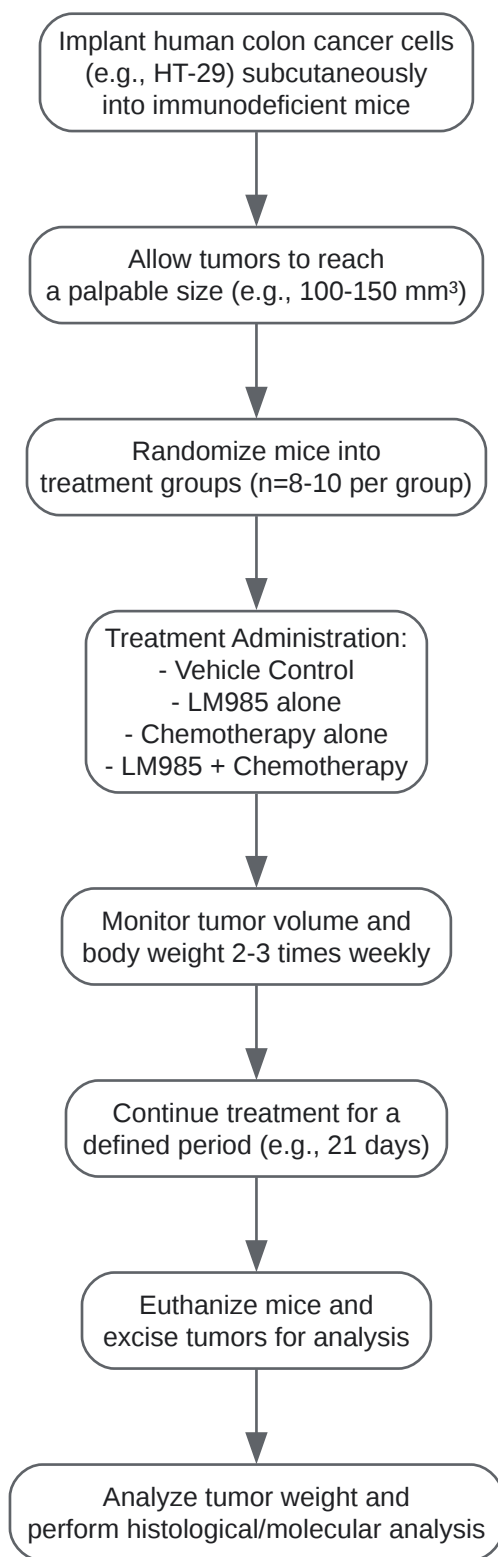 Implant human colon cancer cells
(e.g., HT-29) subcutaneously
into immunodeficient mice
Allow tumors to reach
a palpable size (e.g., 100-150 mm³)
Randomize mice into
treatment groups (n=8-10 per group)
Treatment Administration:
- Vehicle Control
- LM985 alone
- Chemotherapy alone
- LM985 + Chemotherapy
Monitor tumor volume and
body weight 2-3 times weekly
Continue treatment for a
defined period (e.g., 21 days)
Euthanize mice and
excise tumors for analysis
Analyze tumor weight and
perform histological/molecular analysis